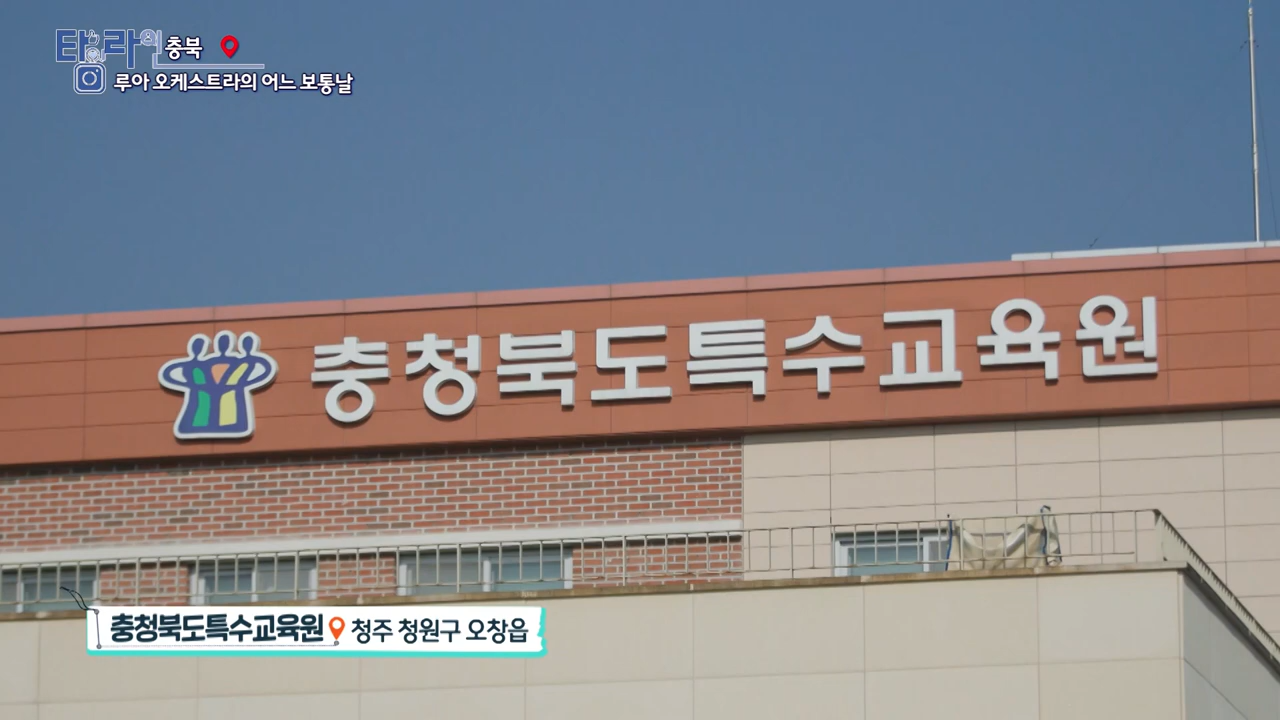 타라의 충북
루아 오케스트라의 어느 보통날
충청북도특수교육원
충청북도특수교육원 청주 청원구 오창읍